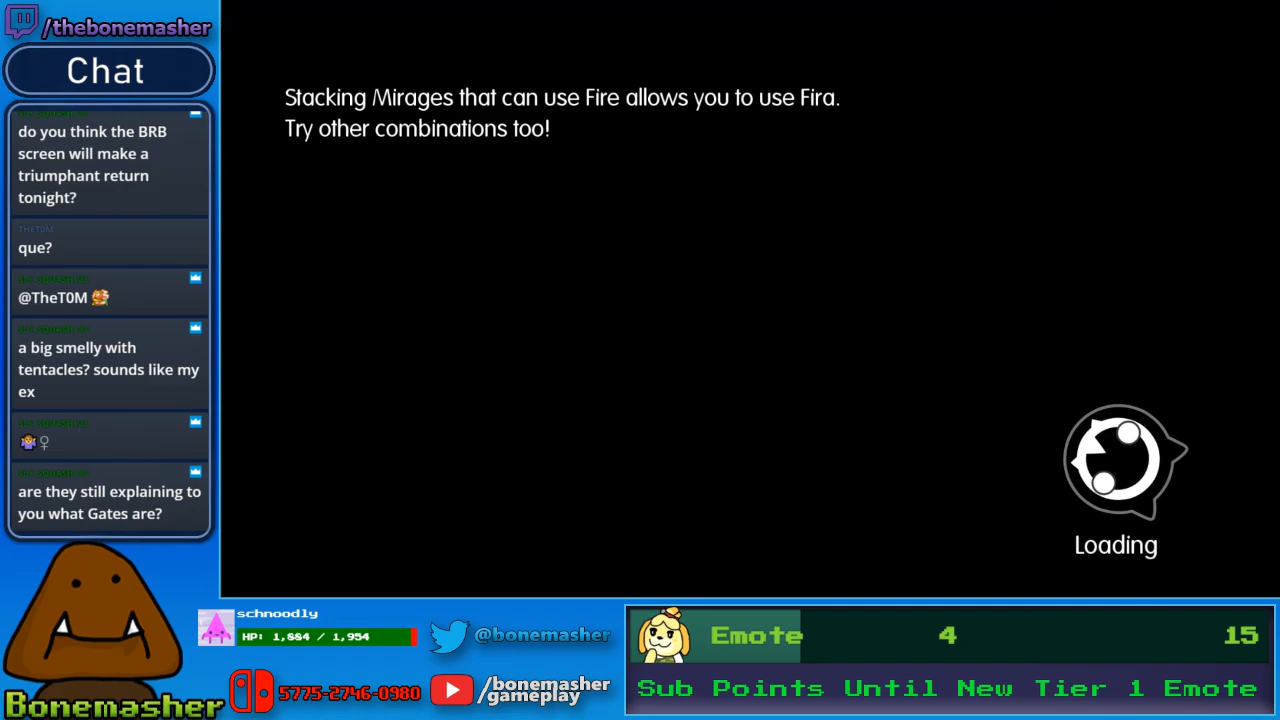 /thebonemasher
Chat
do you think the BRB
screen will make a
triumphant return
tonight?
THET0M
que?
@TheT0M
a big smelly with
tentacles? sounds like my
ex
are they still explaining to
you what Gates are?
Stacking Mirages that can use Fire allows you to use Fira.
Try other combinations too!
Loading
schnoodly
HP: 1,884 / 1,954
@bonemasher
5775-2746-0980
/bonemasher
gameplay
Bonemasher
Emote 4 15
Sub Points Until New Tier 1 Emote